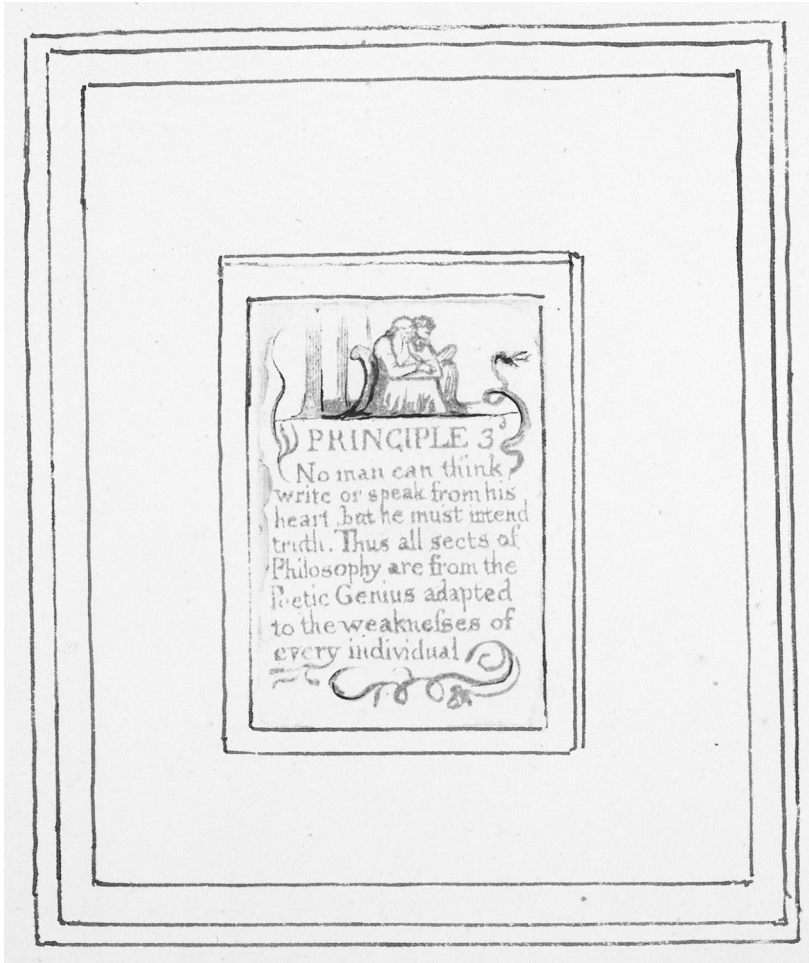 PRINCIPLE 3ᵈ
No man can think
write or speak from his
heart, but he must intend
truth. Thus all sects of
Philosophy are from the
Poetic Genius adapted
to the weakneſses of
every individual